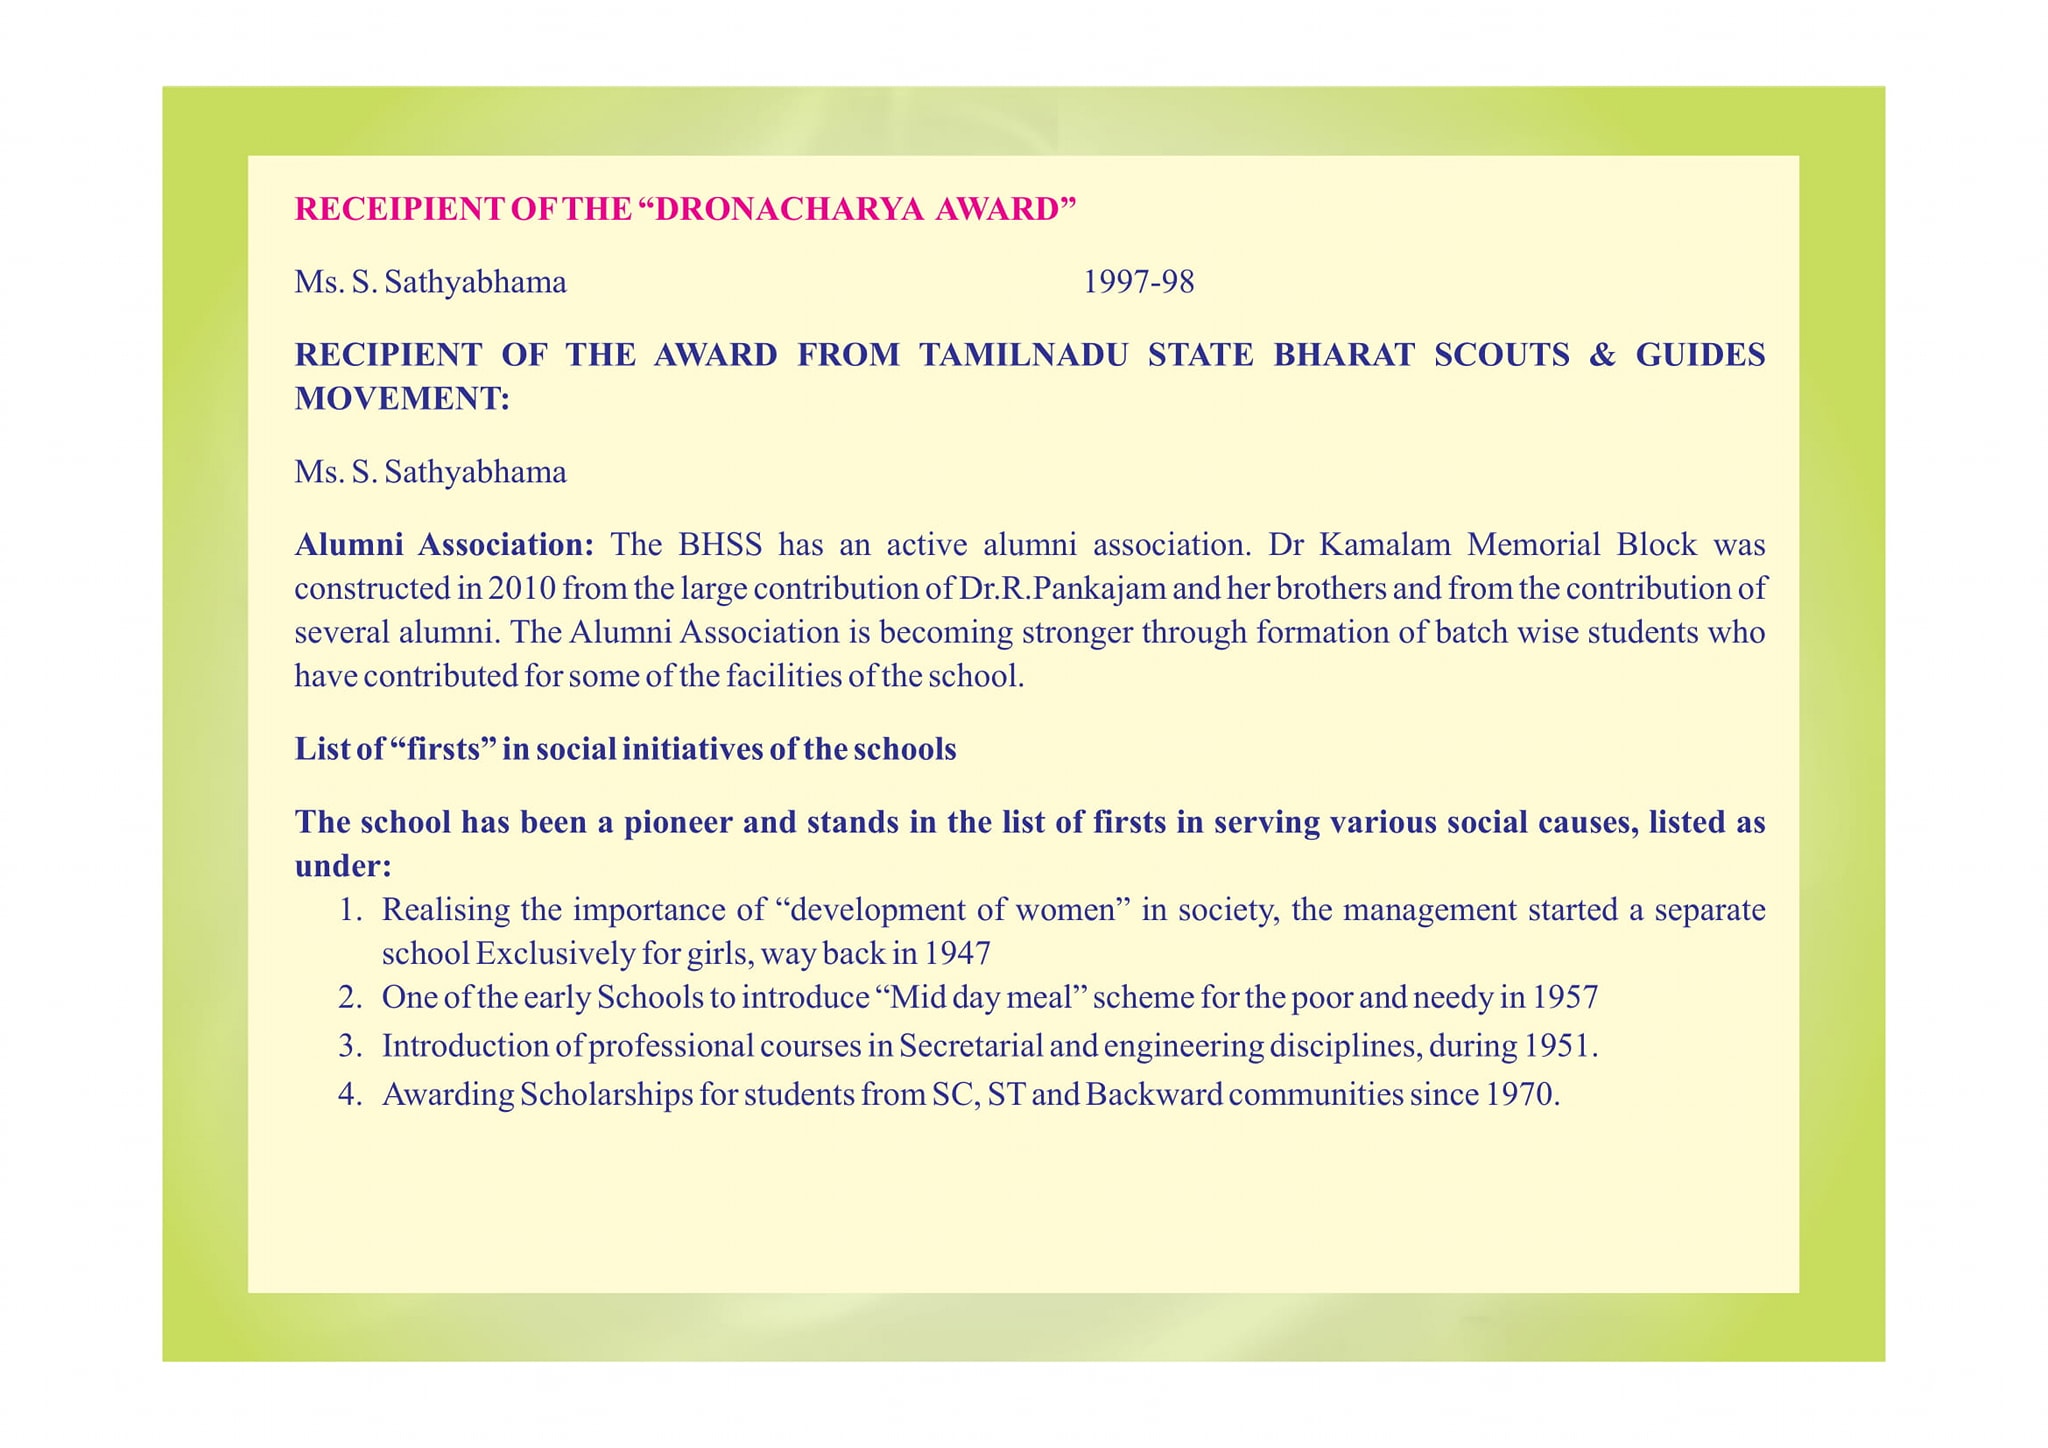 RECEIPIENT OF THE “DRONACHARYA AWARD”
Ms. S. Sathyabhama 1997-98
RECIPIENT OF THE AWARD FROM TAMILNADU STATE BHARAT SCOUTS & GUIDES
MOVEMENT:
Ms. S. Sathyabhama
Alumni Association: The BHSS has an active alumni association. Dr Kamalam Memorial Block was
constructed in 2010 from the large contribution of Dr.R.Pankajam and her brothers and from the contribution of
several alumni. The Alumni Association is becoming stronger through formation of batch wise students who
have contributed for some of the facilities of the school.
List of “firsts” in social initiatives of the schools
The school has been a pioneer and stands in the list of firsts in serving various social causes, listed as
under:
1. Realising the importance of “development of women” in society, the management started a separate
school Exclusively for girls, way back in 1947
2. One of the early Schools to introduce “Mid day meal” scheme for the poor and needy in 1957
3. Introduction of professional courses in Secretarial and engineering disciplines, during 1951.
4. Awarding Scholarships for students from SC, ST and Backward communities since 1970.